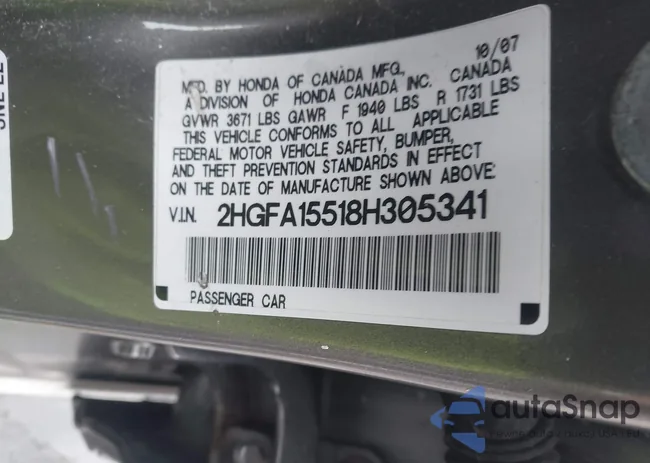 10/07
MFD. BY HONDA OF CANADA MFG.,
A DIVISION OF HONDA CANADA INC. CANADA
GVWR 3671 LBS GAWR F 1940 LBS R 1731 LBS
THIS VEHICLE CONFORMS TO ALL APPLICABLE
FEDERAL MOTOR VEHICLE SAFETY, BUMPER,
AND THEFT PREVENTION STANDARDS IN EFFECT
ON THE DATE OF MANUFACTURE SHOWN ABOVE:
V.I.N. 2HGFA15518H305341
PASSENGER CAR
autoSnap